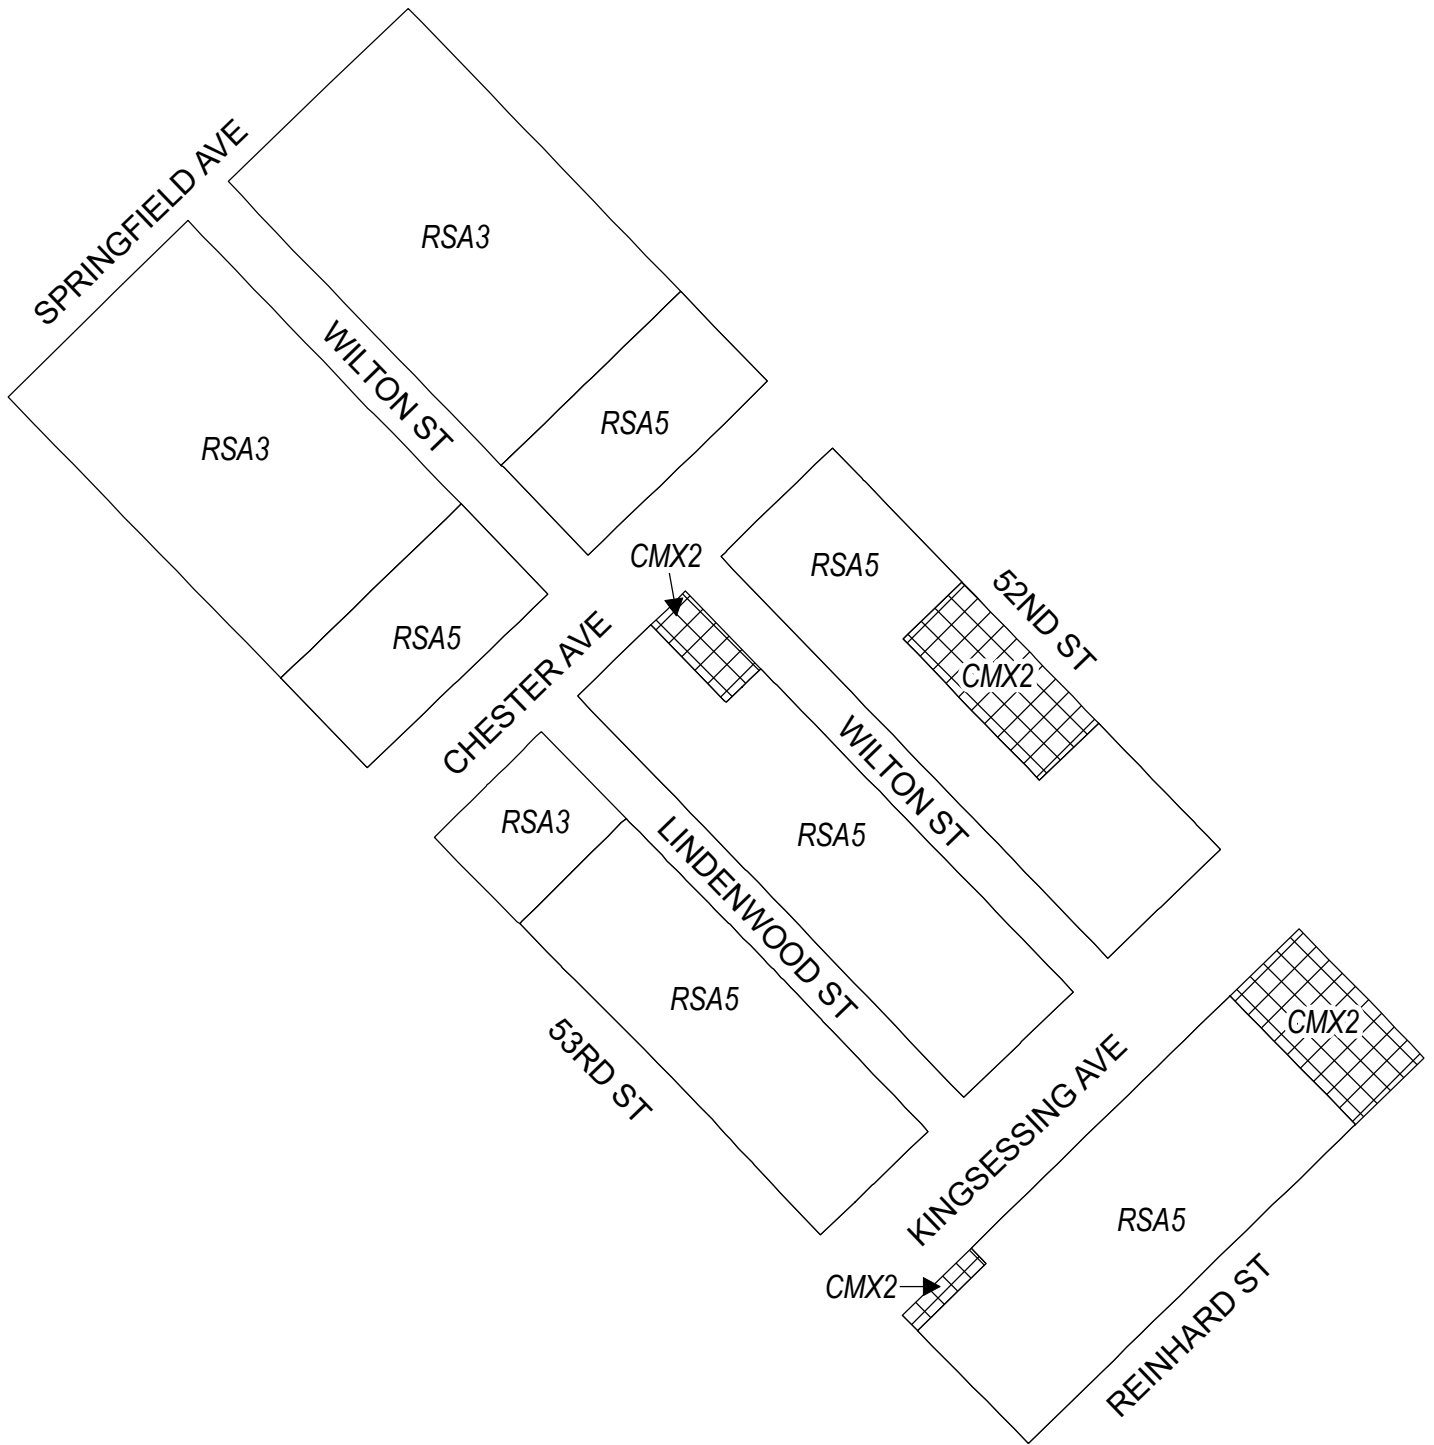 SPRINGFIELD AVE
RSA3
WILTON ST
RSA3
RSA5
RSA5
CMX2
RSA5
52ND ST
CMX2
CHESTER AVE
WILTON ST
RSA3
LINDENWOOD ST
RSA5
RSA5
53RD ST
CMX2
KINGSESSING AVE
RSA5
CMX2
REINHARD ST